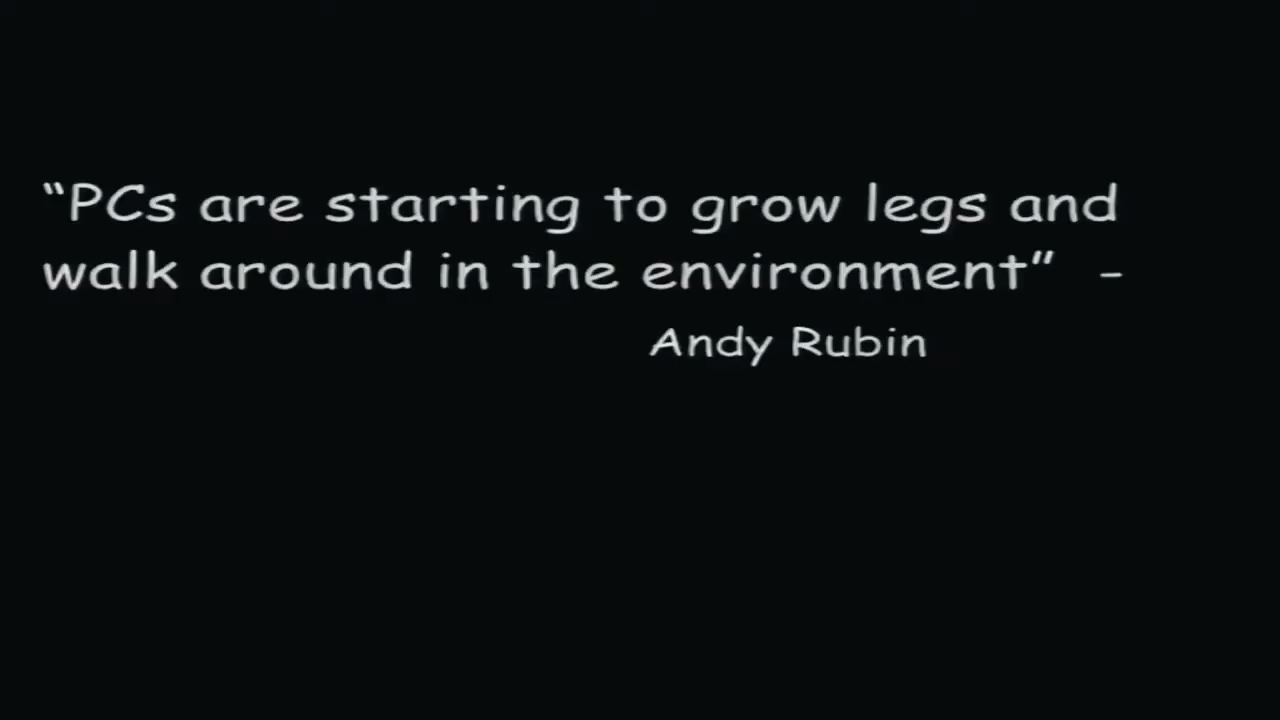 “PCs are starting to grow legs and
walk around in the environment” -
Andy Rubin